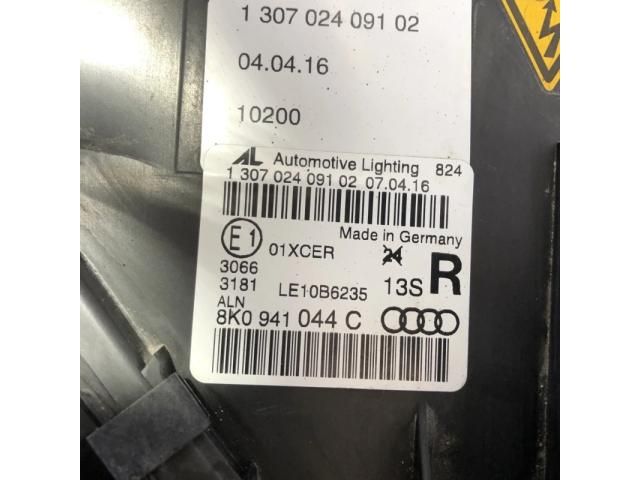 1 307 024 091 02
04.04.16
10200
AL Automotive Lighting 824
1 307 024 091 02 07.04.16
Made in Germany
E1 01XCER 24
3066 R
3181 LE10B6235 13S
ALN
8K0 941 044 C